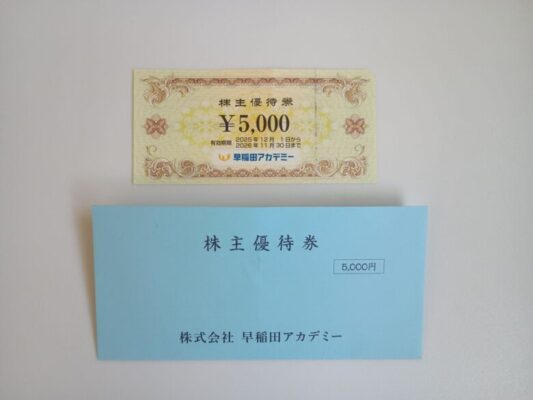 株主優待券
¥5,000
有効期限 2025年12月 1日から
2026年11月30日まで
早稲田アカデミー
株主優待券
5,000円
株式会社 早稲田アカデミー